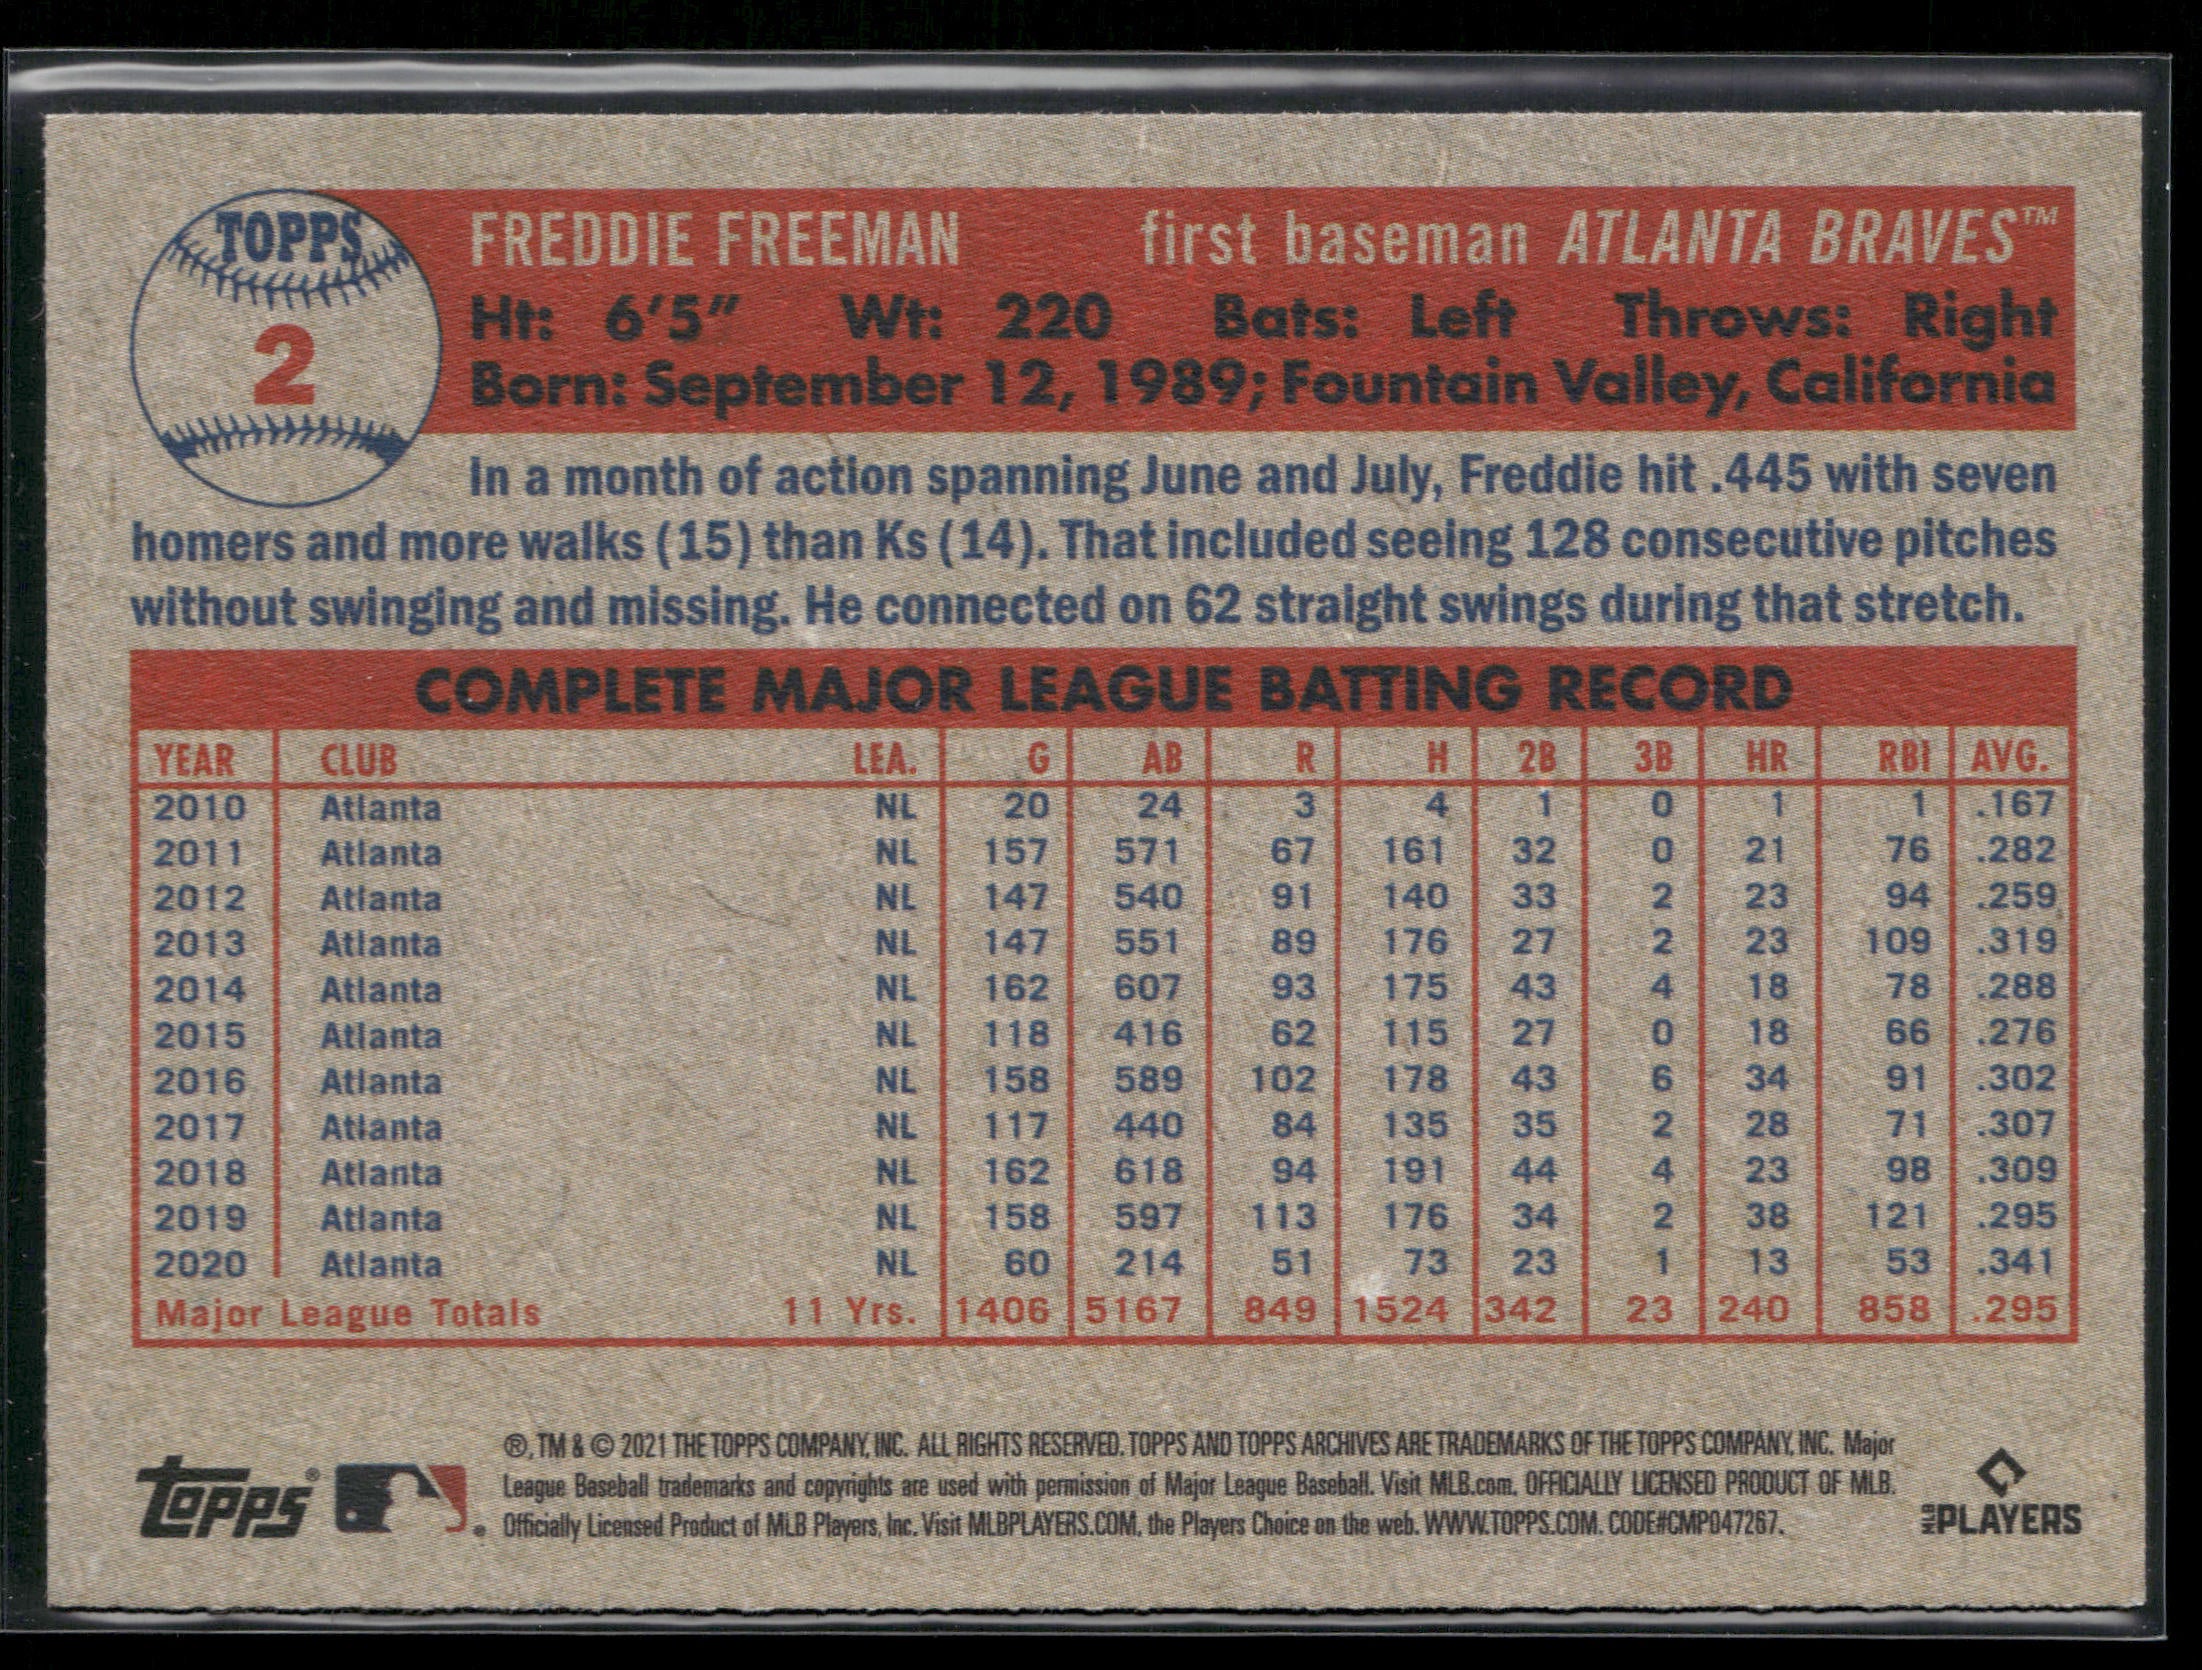 TOPPS
2
FREDDIE FREEMAN first baseman ATLANTA BRAVES™
Ht: 6'5" Wt: 220 Bats: Left Throws: Right
Born: September 12, 1989; Fountain Valley, California
In a month of action spanning June and July, Freddie hit .445 with seven
homers and more walks (15) than Ks (14). That included seeing 128 consecutive pitches
without swinging and missing. He connected on 62 straight swings during that stretch.
COMPLETE MAJOR LEAGUE BATTING RECORD
YEAR CLUB LEA. G AB R H 2B 3B HR RBI AVG.
2010 Atlanta NL 20 24 3 4 1 0 1 1 .167
2011 Atlanta NL 157 571 67 161 32 0 21 76 .282
2012 Atlanta NL 147 540 91 140 33 2 23 94 .259
2013 Atlanta NL 147 551 89 176 27 2 23 109 .319
2014 Atlanta NL 162 607 93 175 43 4 18 78 .288
2015 Atlanta NL 118 416 62 115 27 0 18 66 .276
2016 Atlanta NL 158 589 102 178 43 6 34 91 .302
2017 Atlanta NL 117 440 84 135 35 2 28 71 .307
2018 Atlanta NL 162 618 94 191 44 4 23 98 .309
2019 Atlanta NL 158 597 113 176 34 2 38 121 .295
2020 Atlanta NL 60 214 51 73 23 1 13 53 .341
Major League Totals 11 Yrs. 1406 5167 849 1524 342 23 240 858 .295
®, TM & © 2021 THE TOPPS COMPANY, INC. ALL RIGHTS RESERVED. TOPPS AND TOPPS ARCHIVES ARE TRADEMARKS OF THE TOPPS COMPANY, INC. Major
League Baseball trademarks and copyrights are used with permission of Major League Baseball. Visit MLB.com. OFFICIALLY LICENSED PRODUCT OF MLB.
Officially Licensed Product of MLB Players, Inc. Visit MLBPLAYERS.COM, the Players Choice on the web. WWW.TOPPS.COM. CODE#CMP047267.
Topps®
MLB PLAYERS